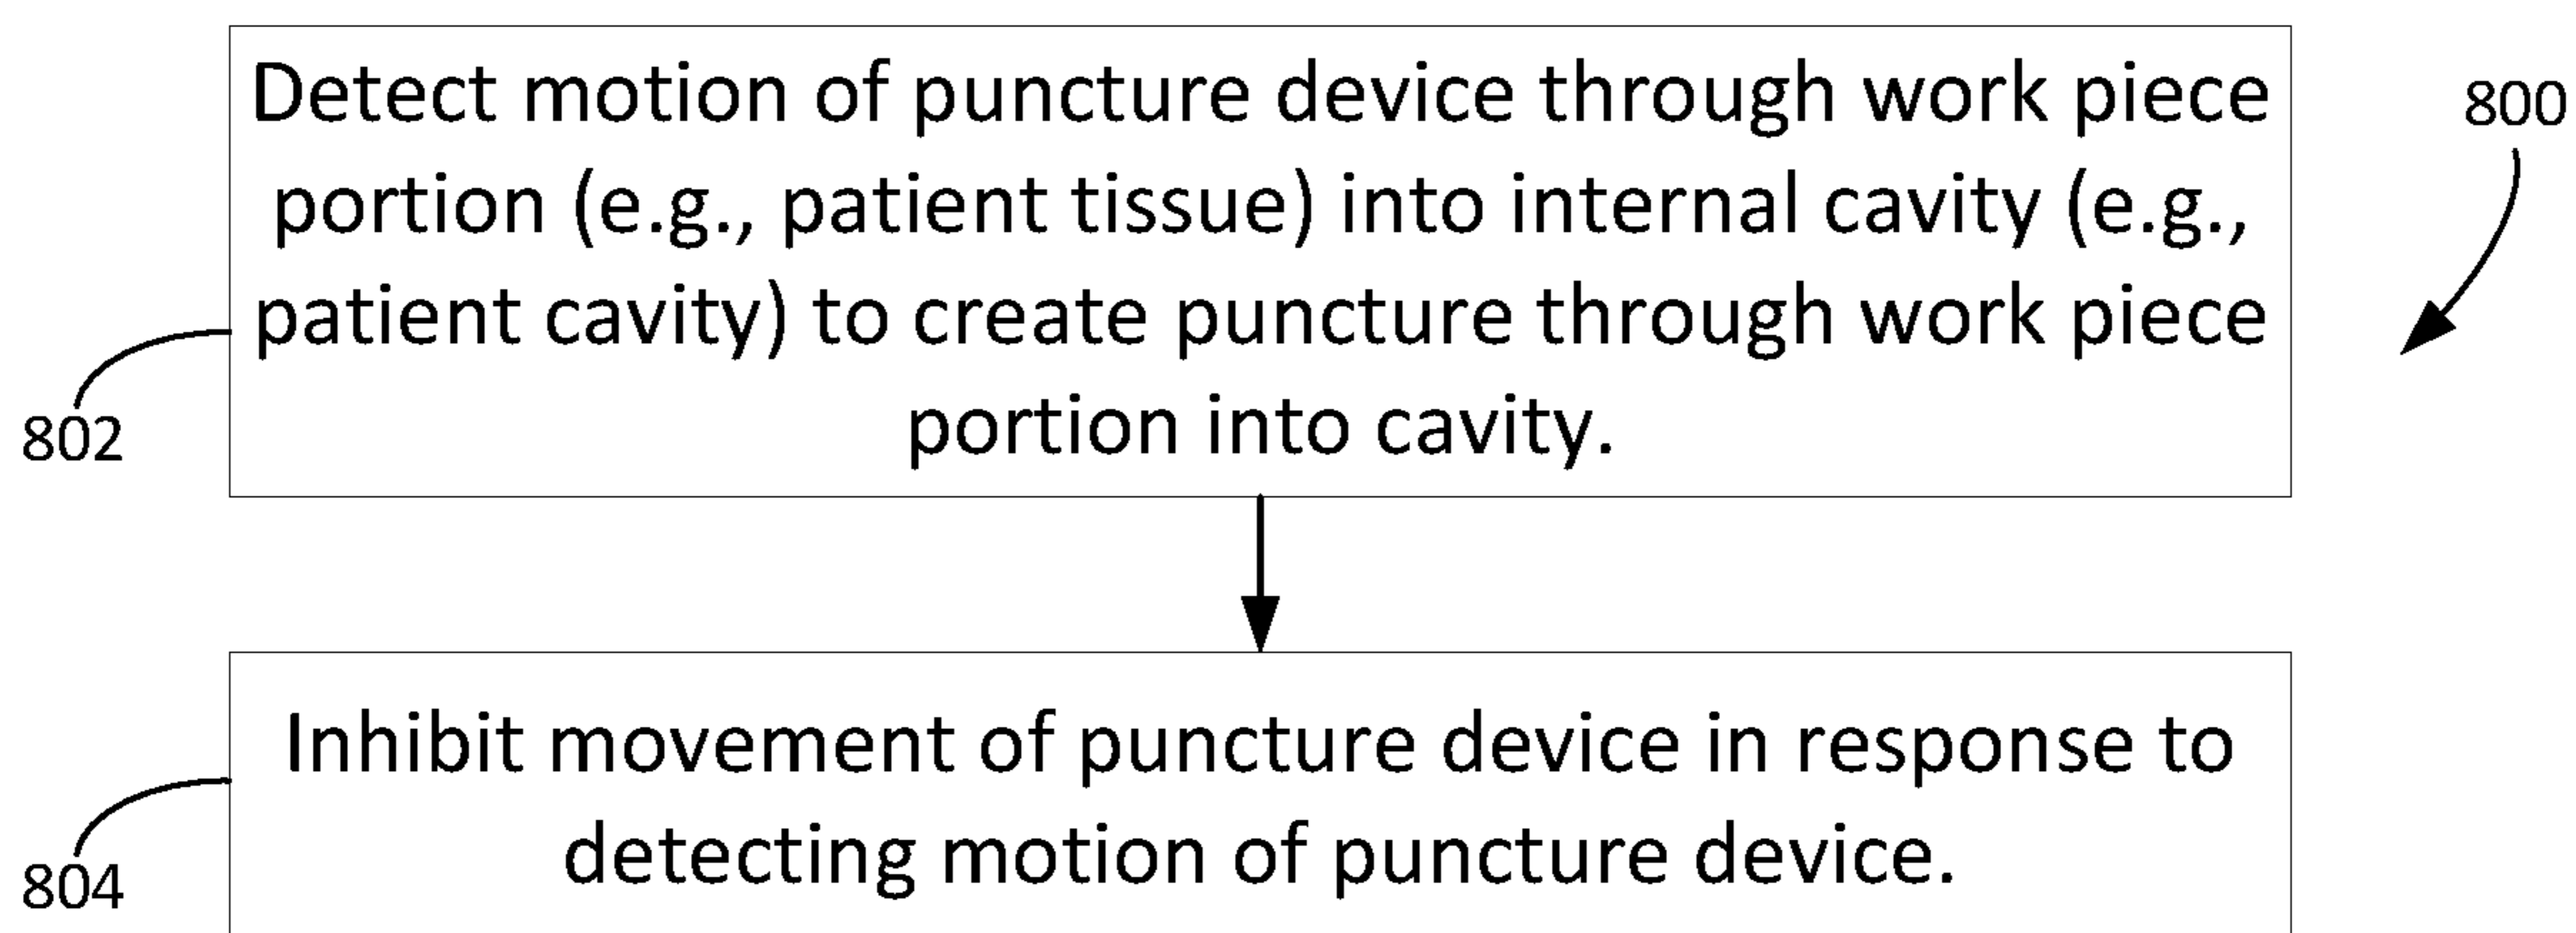 Detect motion of puncture device through work piece
portion (e.g., patient tissue) into internal cavity (e.g.,
patient cavity) to create puncture through work piece
portion into cavity.
800
802
Inhibit movement of puncture device in response to
detecting motion of puncture device.
804